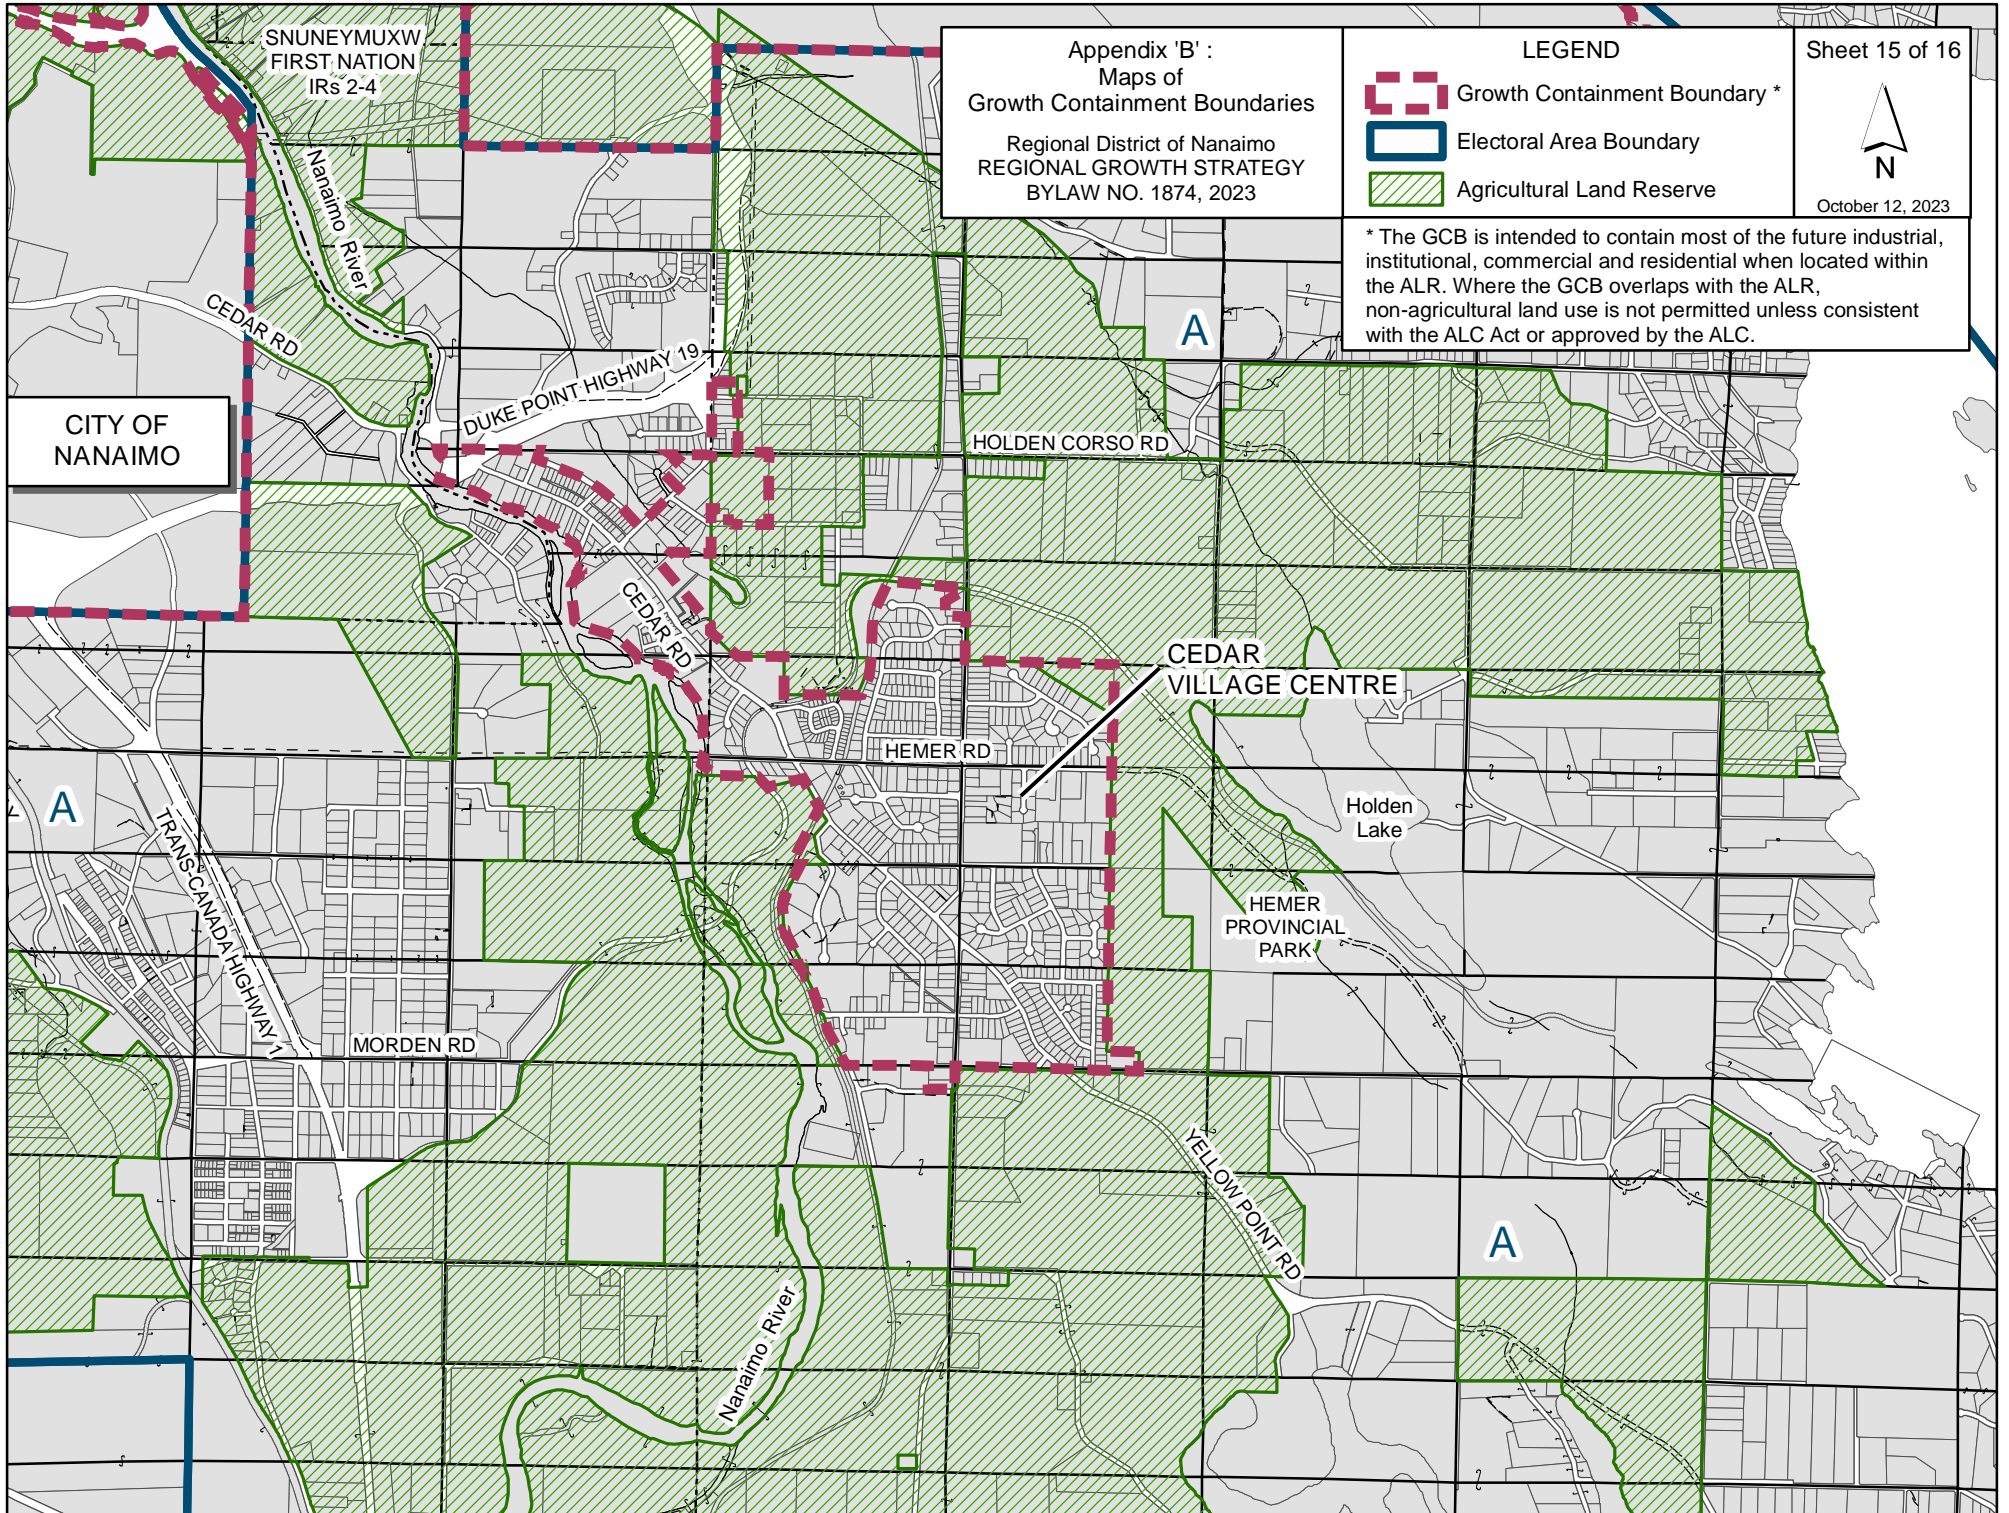 Appendix 'B' :
Maps of
Growth Containment Boundaries
Regional District of Nanaimo
REGIONAL GROWTH STRATEGY
BYLAW NO. 1874, 2023
LEGEND
Growth Containment Boundary *
Electoral Area Boundary
Agricultural Land Reserve
Sheet 15 of 16
N
October 12, 2023
* The GCB is intended to contain most of the future industrial,
institutional, commercial and residential when located within
the ALR. Where the GCB overlaps with the ALR,
non-agricultural land use is not permitted unless consistent
with the ALC Act or approved by the ALC.
SNUNEYMUXW
FIRST NATION
IRs 2-4
Nanaimo River
CEDAR RD
DUKE POINT HIGHWAY 19
A
CITY OF
NANAIMO
HOLDEN CORSO RD
CEDAR RD
CEDAR
VILLAGE CENTRE
HEMER RD
A
Holden
Lake
TRANS-CANADA HIGHWAY 1
HEMER
PROVINCIAL
PARK
MORDEN RD
YELLOW POINT RD
A
Nanaimo River